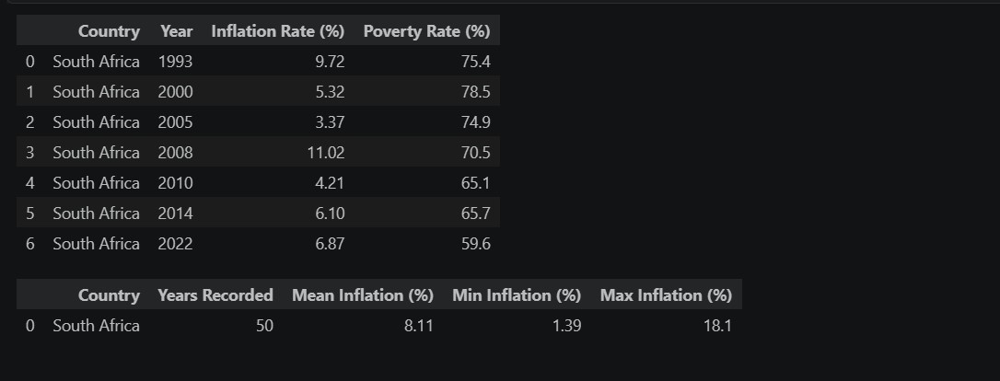 Country Year Inflation Rate (%) Poverty Rate (%)
0 South Africa 1993 9.72 75.4
1 South Africa 2000 5.32 78.5
2 South Africa 2005 3.37 74.9
3 South Africa 2008 11.02 70.5
4 South Africa 2010 4.21 65.1
5 South Africa 2014 6.10 65.7
6 South Africa 2022 6.87 59.6
Country Years Recorded Mean Inflation (%) Min Inflation (%) Max Inflation (%)
0 South Africa 50 8.11 1.39 18.1